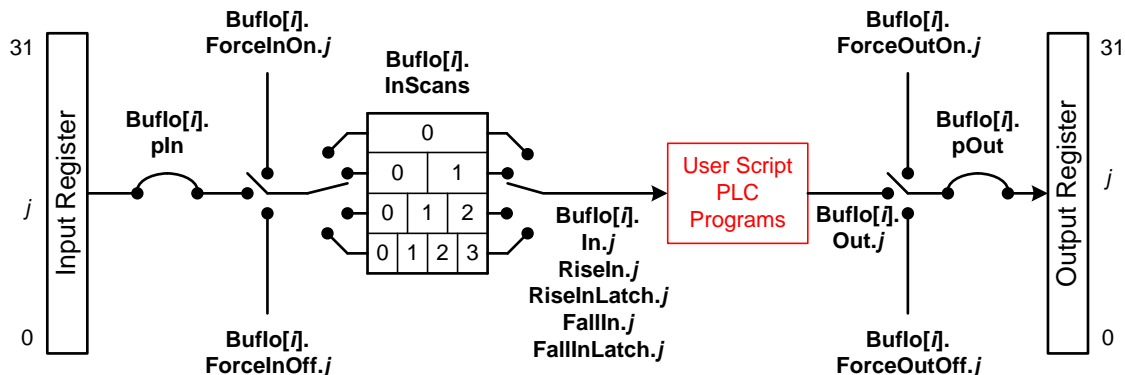 31
j
0
Input Register
BufIo[i].
pIn
BufIo[i].
ForceInOn.j
BufIo[i].
ForceInOff.j
BufIo[i].
InScans
0
0 1
0 1 2
0 1 2 3
BufIo[i].
In.j
RiseIn.j
RiseInLatch.j
FallIn.j
FallInLatch.j
User Script
PLC
Programs
BufIo[i].
Out.j
BufIo[i].
ForceOutOn.j
BufIo[i].
ForceOutOff.j
BufIo[i].
pOut
Output Register
31
j
0